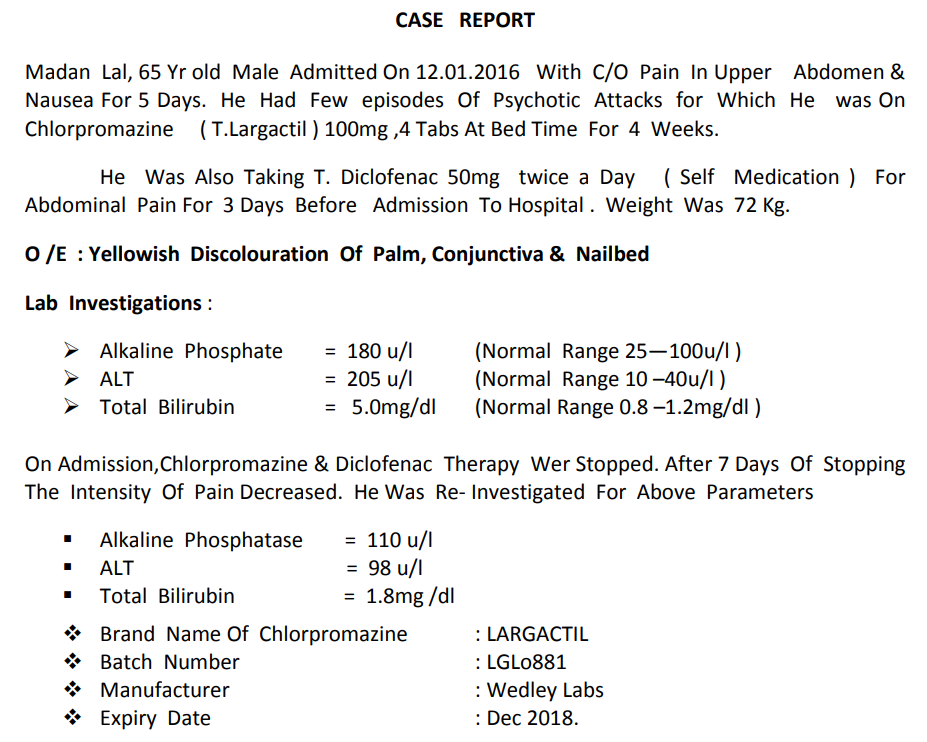 CASE REPORT
Madan Lal, 65 Yr old Male Admitted On 12.01.2016 With C/O Pain In Upper Abdomen &
Nausea For 5 Days. He Had Few episodes Of Psychotic Attacks for Which He was On
Chlorpromazine ( T.Largactil ) 100mg ,4 Tabs At Bed Time For 4 Weeks.
He Was Also Taking T. Diclofenac 50mg twice a Day ( Self Medication ) For
Abdominal Pain For 3 Days Before Admission To Hospital . Weight Was 72 Kg.
O /E : Yellowish Discolouration Of Palm, Conjunctiva & Nailbed
Lab Investigations :
➢ Alkaline Phosphate = 180 u/l (Normal Range 25—100u/l )
➢ ALT = 205 u/l (Normal Range 10 –40u/l )
➢ Total Bilirubin = 5.0mg/dl (Normal Range 0.8 –1.2mg/dl )
On Admission,Chlorpromazine & Diclofenac Therapy Wer Stopped. After 7 Days Of Stopping
The Intensity Of Pain Decreased. He Was Re- Investigated For Above Parameters
▪ Alkaline Phosphatase = 110 u/l
▪ ALT = 98 u/l
▪ Total Bilirubin = 1.8mg /dl
❖ Brand Name Of Chlorpromazine : LARGACTIL
❖ Batch Number : LGLo881
❖ Manufacturer : Wedley Labs
❖ Expiry Date : Dec 2018.